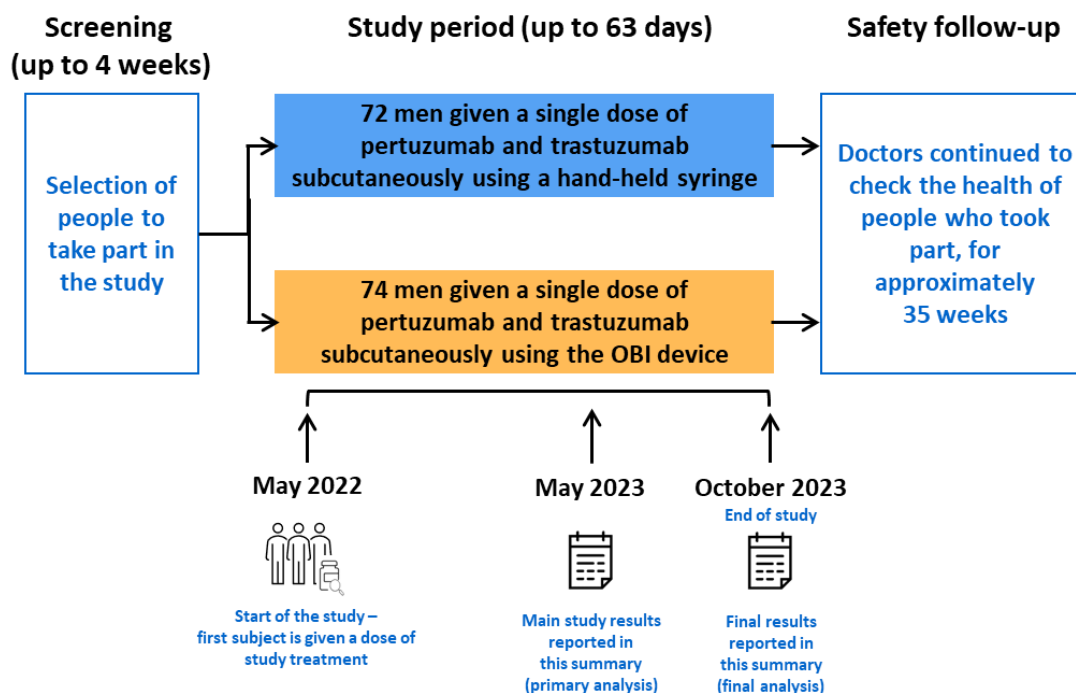 Screening
(up to 4 weeks)
Study period (up to 63 days)
Safety follow-up
Selection of
people to
take part in
the study
72 men given a single dose of
pertuzumab and trastuzumab
subcutaneously using a hand-held syringe
74 men given a single dose of
pertuzumab and trastuzumab
subcutaneously using the OBI device
Doctors continued to
check the health of
people who took
part, for
approximately
35 weeks
May 2022
Start of the study –
first subject is given a dose of
study treatment
May 2023
Main study results
reported in
this summary
(primary analysis)
October 2023
End of study
Final results
reported in
this summary
(final analysis)